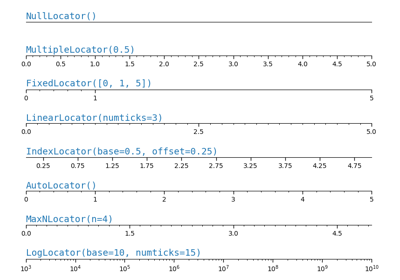 NullLocator()
MultipleLocator(0.5)
0.0 0.5 1.0 1.5 2.0 2.5 3.0 3.5 4.0 4.5 5.0
FixedLocator([0, 1, 5])
0 1 5
LinearLocator(numticks=3)
0.0 2.5 5.0
IndexLocator(base=0.5, offset=0.25)
0.25 0.75 1.25 1.75 2.25 2.75 3.25 3.75 4.25 4.75
AutoLocator()
0 1 2 3 4 5
MaxNLocator(n=4)
0.0 1.5 3.0 4.5
LogLocator(base=10, numticks=15)
10³ 10⁴ 10⁵ 10⁶ 10⁷ 10⁸ 10⁹ 10¹⁰